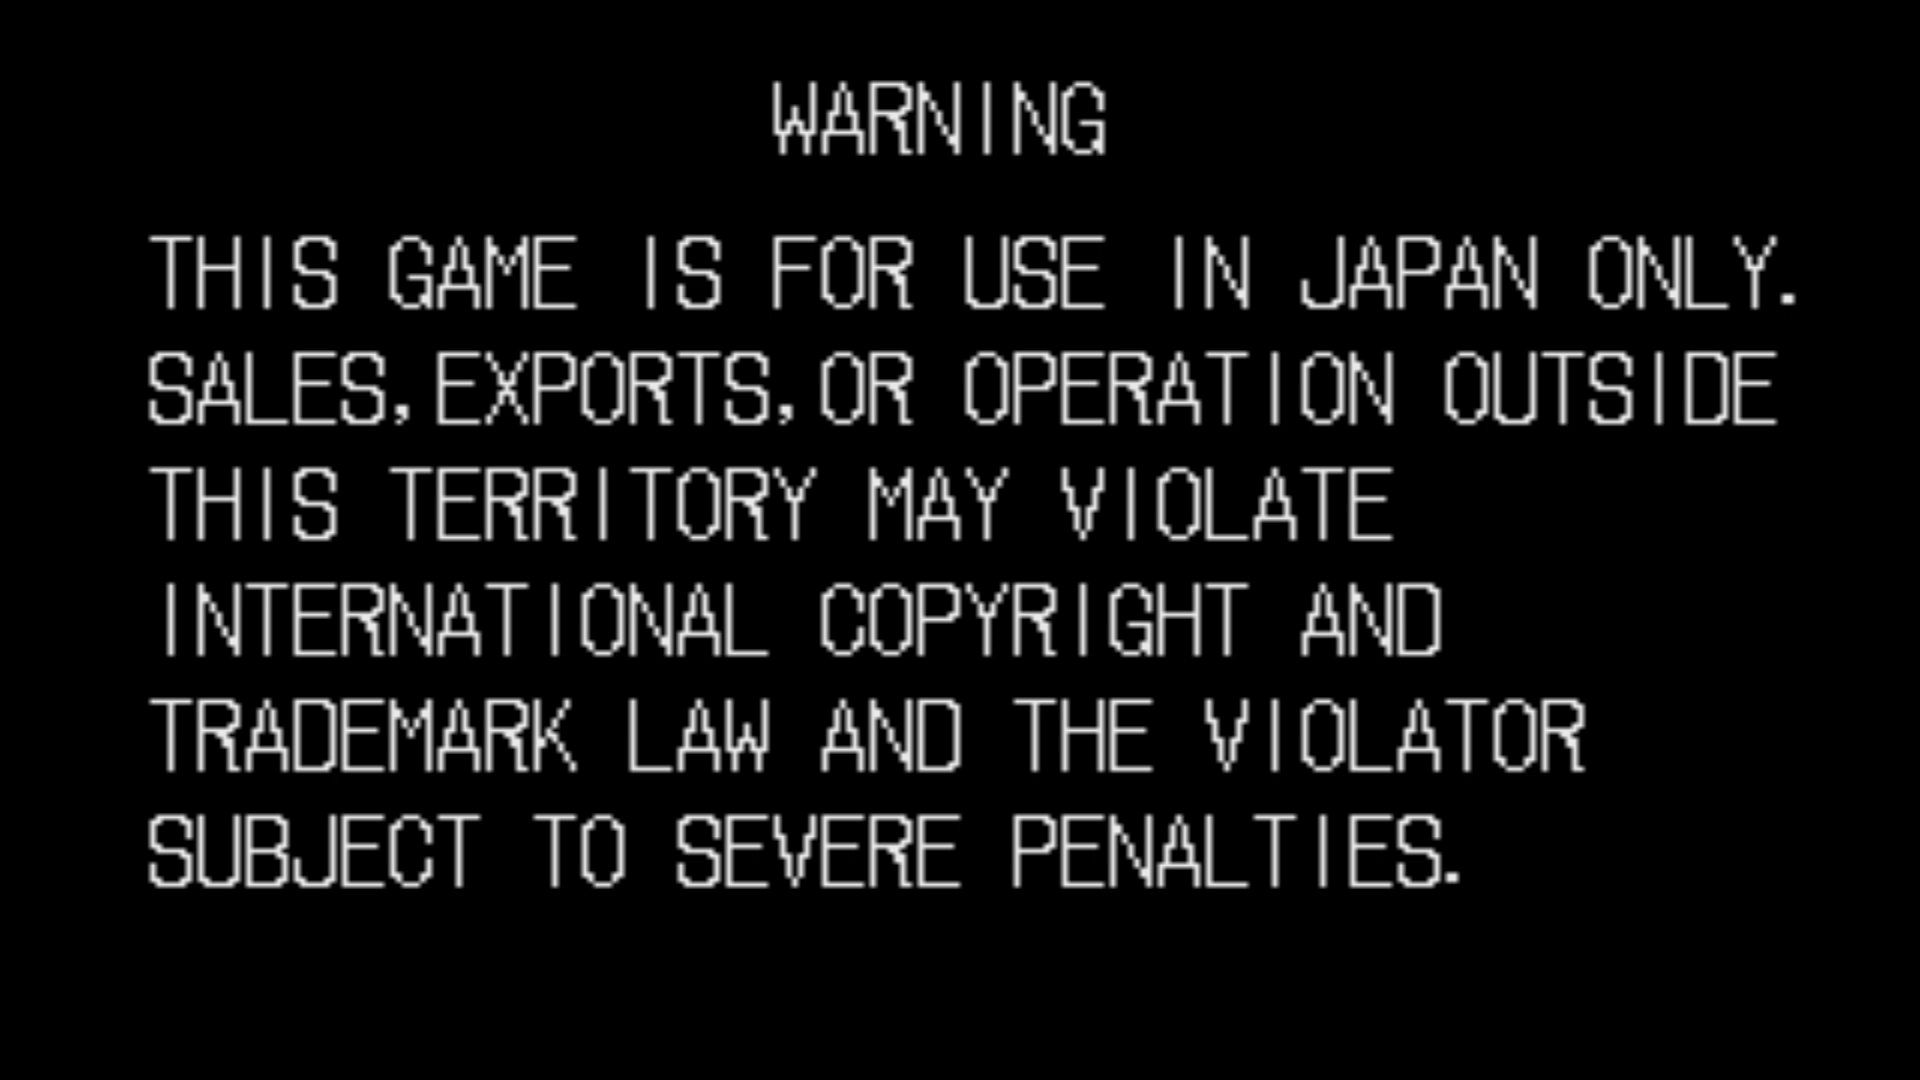 WARNING
THIS GAME IS FOR USE IN JAPAN ONLY.
SALES,EXPORTS,OR OPERATION OUTSIDE
THIS TERRITORY MAY VIOLATE
INTERNATIONAL COPYRIGHT AND
TRADEMARK LAW AND THE VIOLATOR
SUBJECT TO SEVERE PENALTIES.